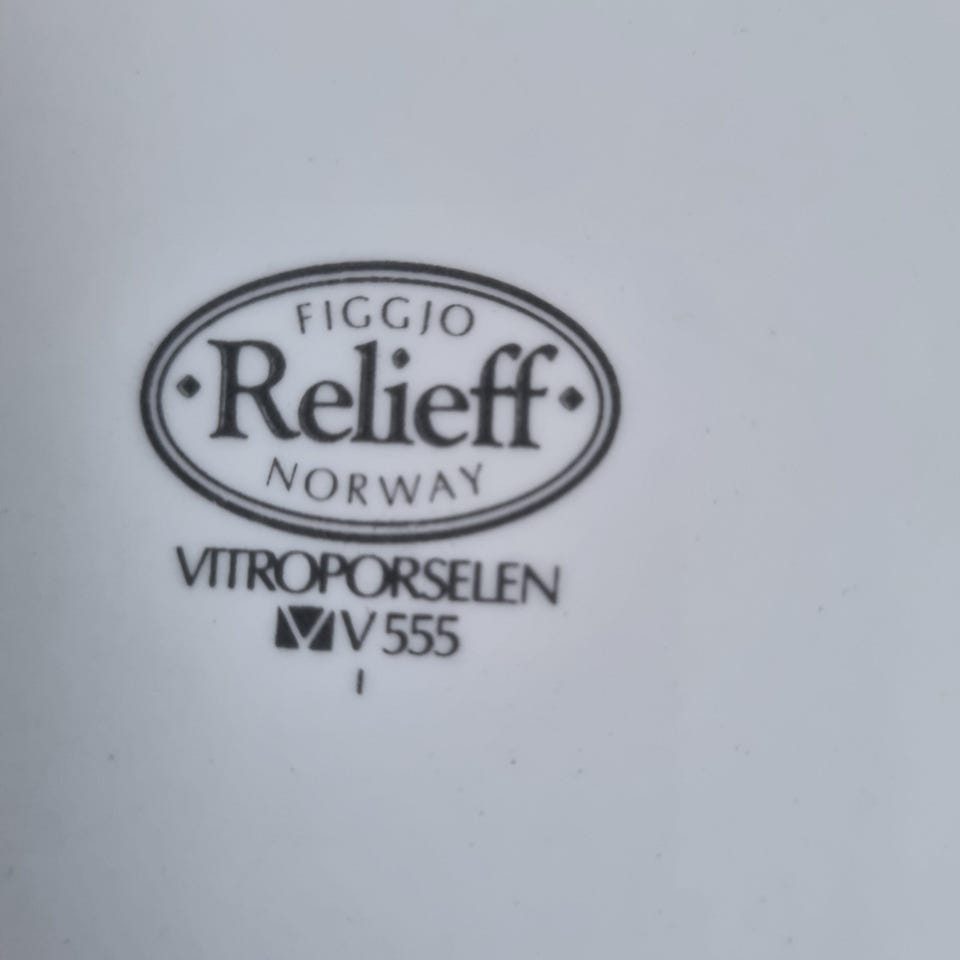 FIGGJO
Relieff
NORWAY
VITROPORSELEN
V V 555
I